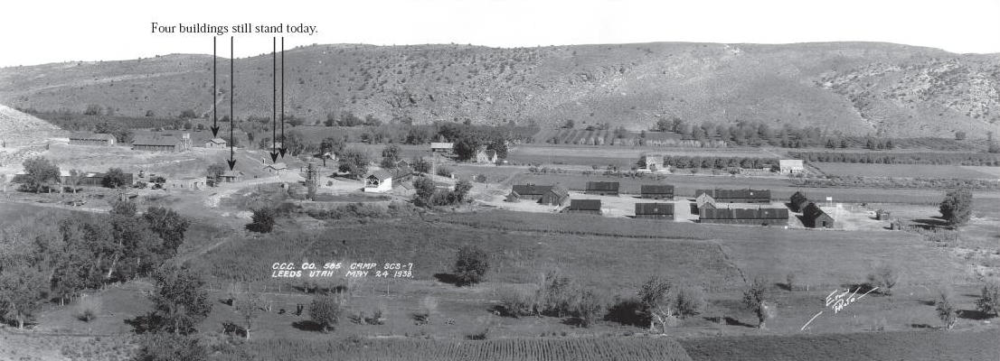 Four buildings still stand today.
C.C.C. CO. 585 CAMP SCS-7
LEEDS UTAH MAY 24 1938.